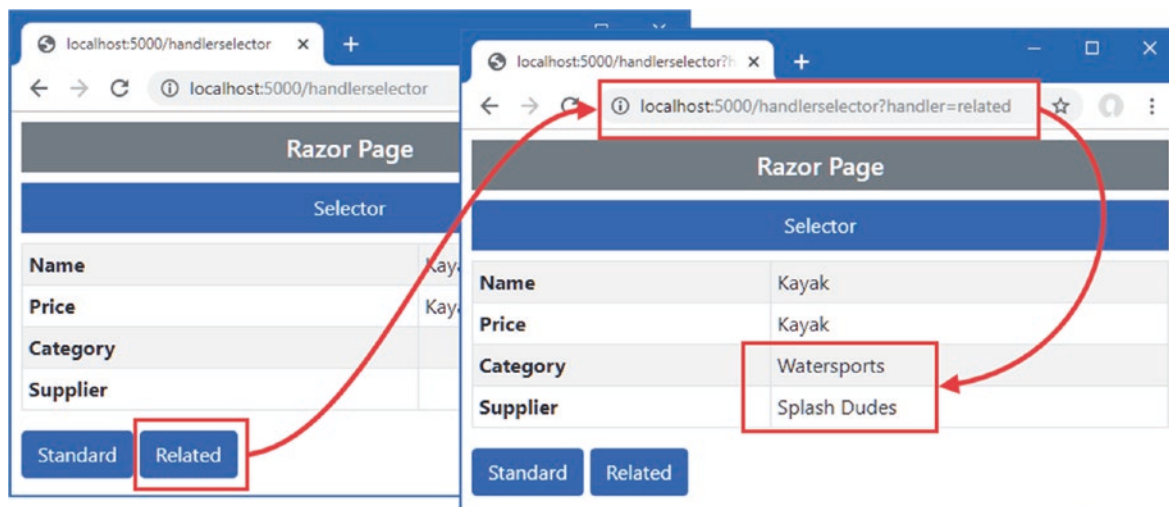 localhost:5000/handlerselector
localhost:5000/handlerselector
Razor Page
Selector
Name
Price
Category
Supplier
Standard Related
localhost:5000/handlerselector?h
localhost:5000/handlerselector?handler=related
Razor Page
Selector
Name Kayak
Price Kayak
Category Watersports
Supplier Splash Dudes
Standard Related